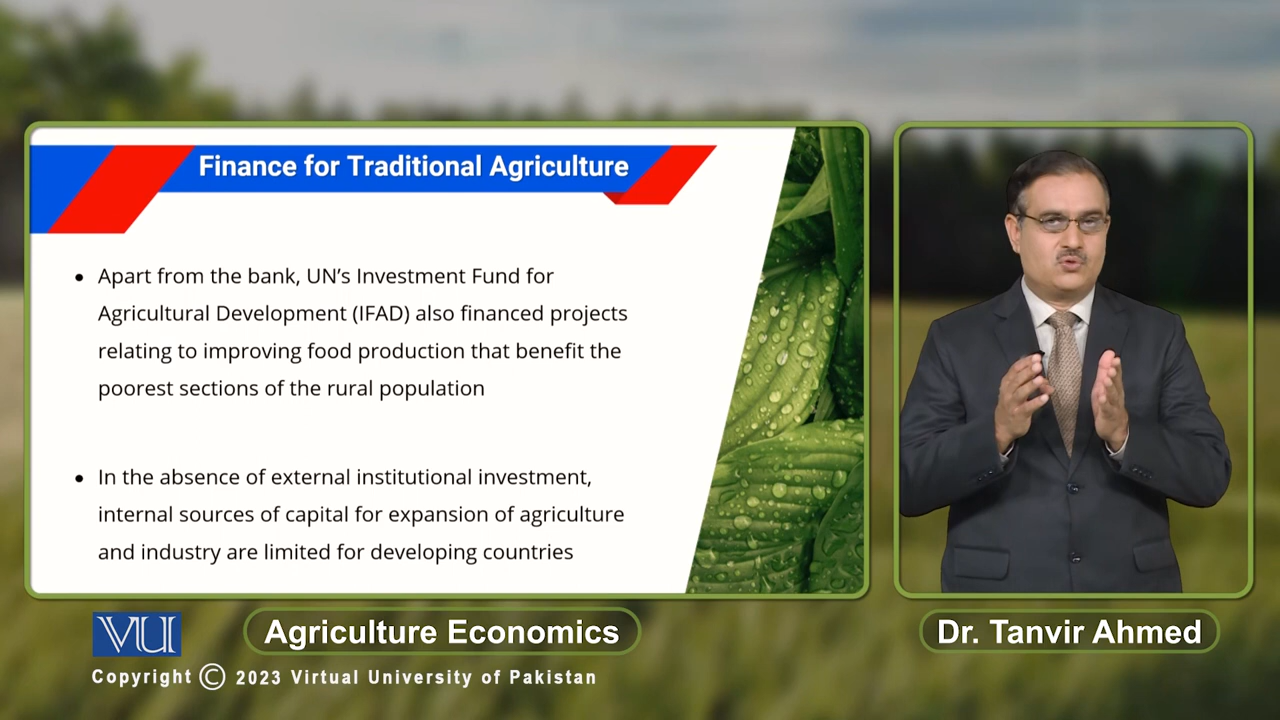 Finance for Traditional Agriculture
• Apart from the bank, UN’s Investment Fund for
Agricultural Development (IFAD) also financed projects
relating to improving food production that benefit the
poorest sections of the rural population
• In the absence of external institutional investment,
internal sources of capital for expansion of agriculture
and industry are limited for developing countries
VU
Agriculture Economics
Dr. Tanvir Ahmed
Copyright © 2023 Virtual University of Pakistan